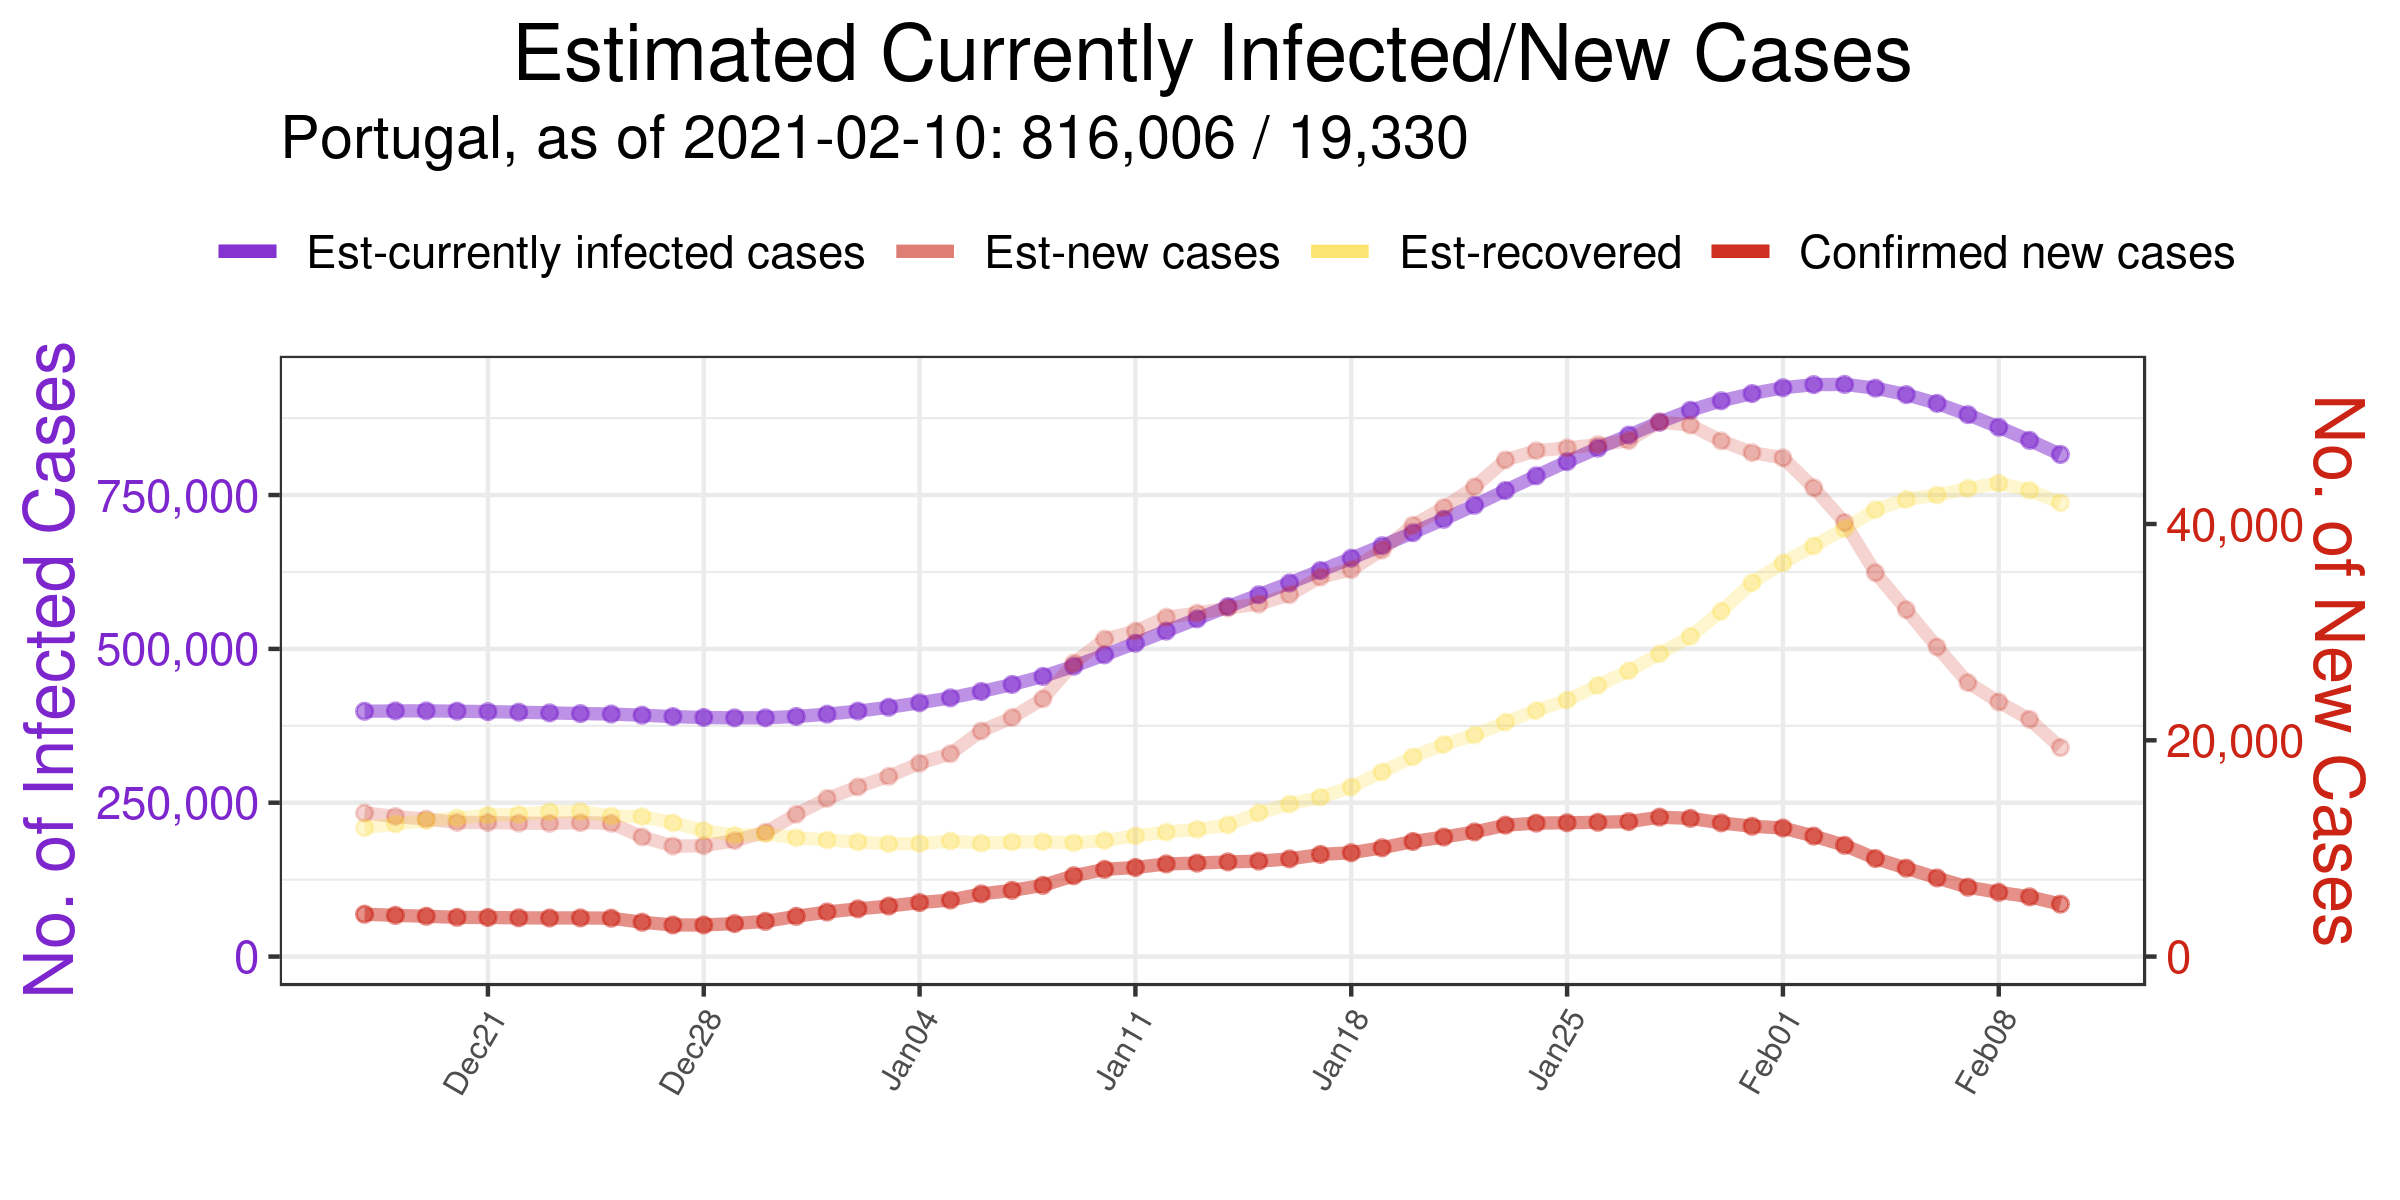 Estimated Currently Infected/New Cases
Portugal, as of 2021-02-10: 816,006 / 19,330
Est-currently infected cases Est-new cases Est-recovered Confirmed new cases
No. of Infected Cases
750,000
500,000
250,000
0
40,000
20,000
0
No. of New Cases
Dec21 Dec28 Jan04 Jan11 Jan18 Jan25 Feb01 Feb08